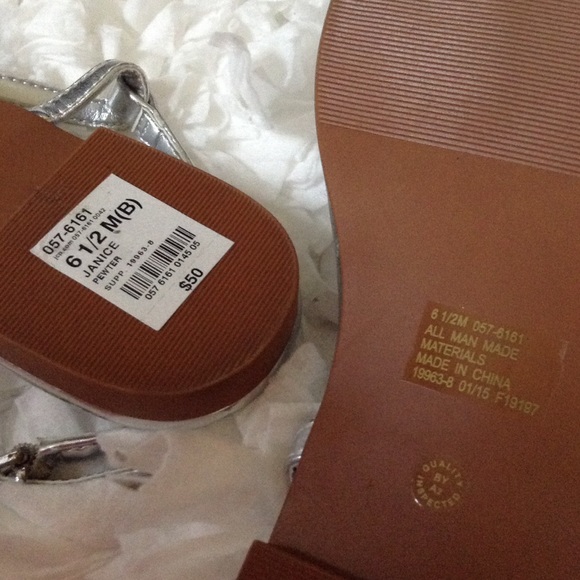 057-6161
6 1/2 M(B)
JANICE
PEWTER
SUPP 19963-8
057 6161 0145 05
$50
6 1/2M 057-6161
ALL MAN MADE
MATERIALS
MADE IN CHINA
19963-8 01/15 F19197
QUALITY
BY
INSPECTED